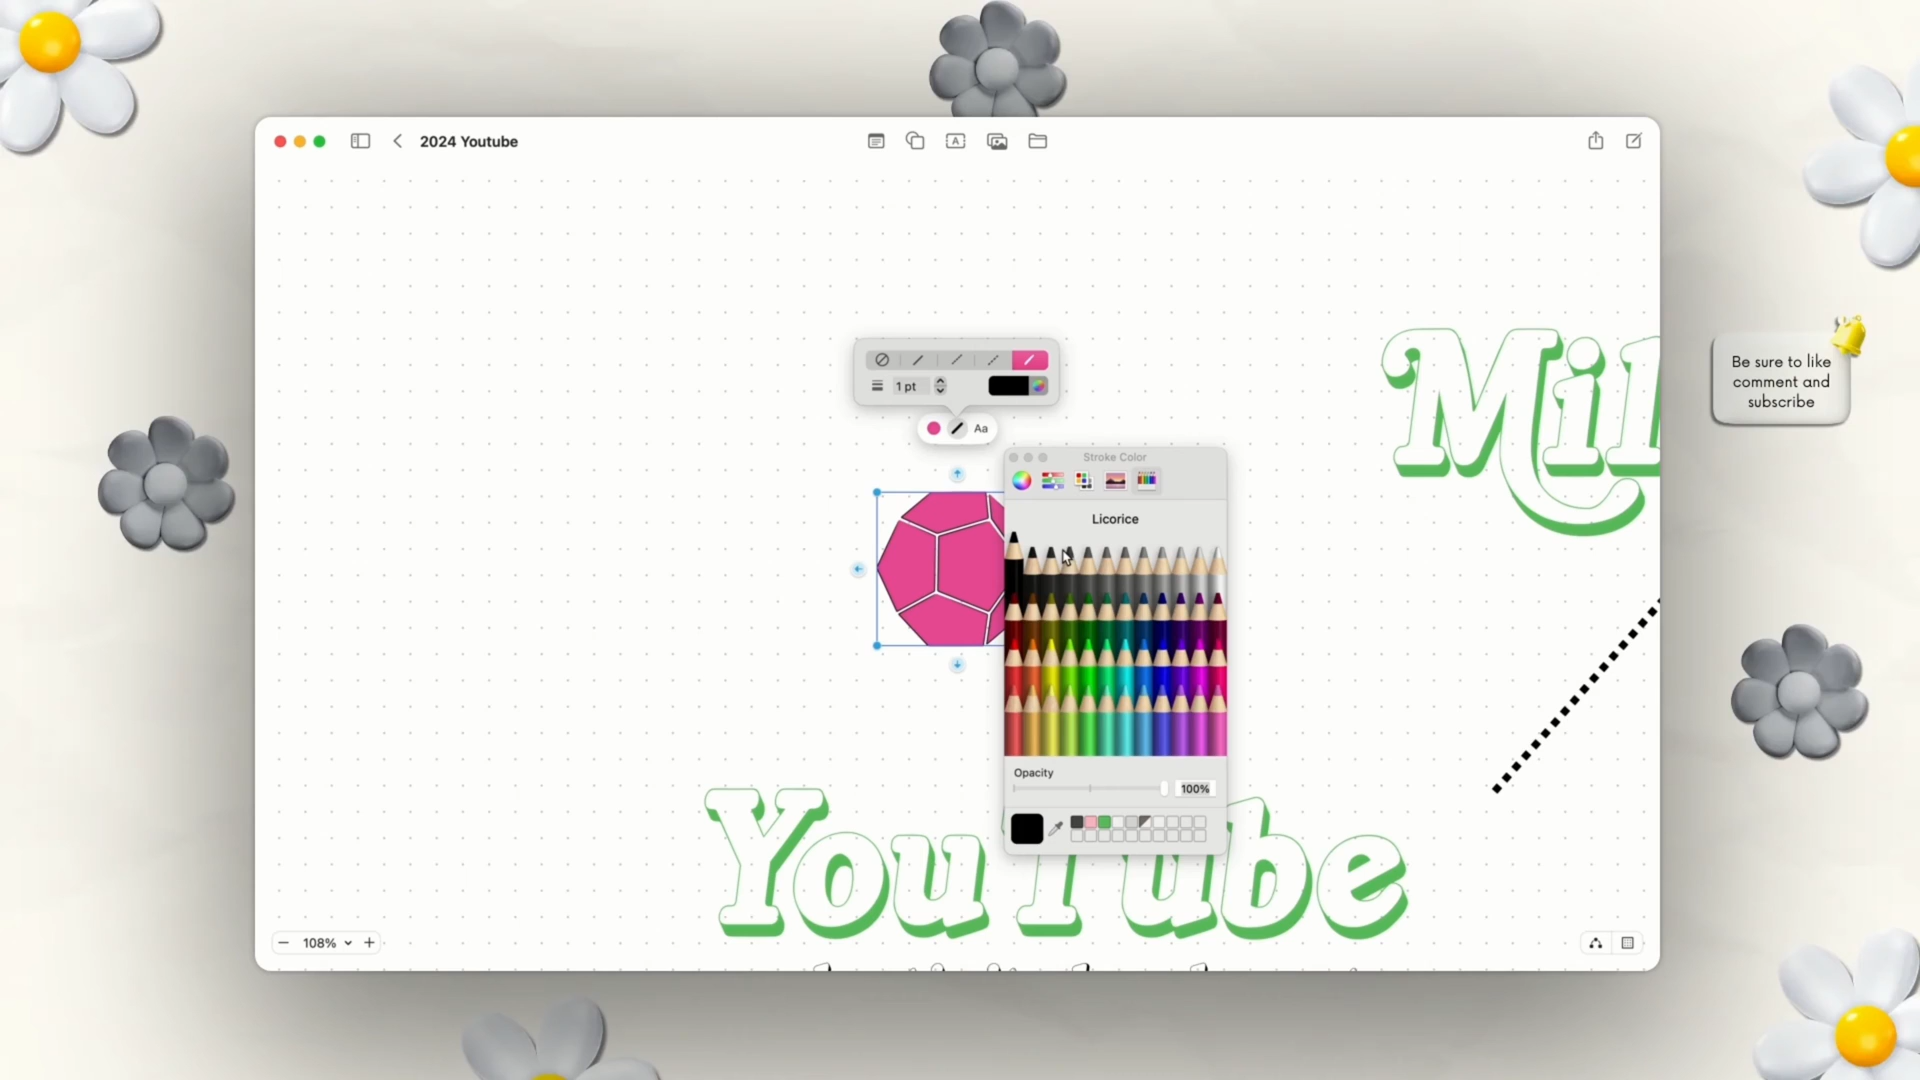 2024 Youtube
A
Mil
Be sure to like
comment and
subscribe
1 pt
Aa
Stroke Color
Licorice
Opacity
100%
YouTube
108%